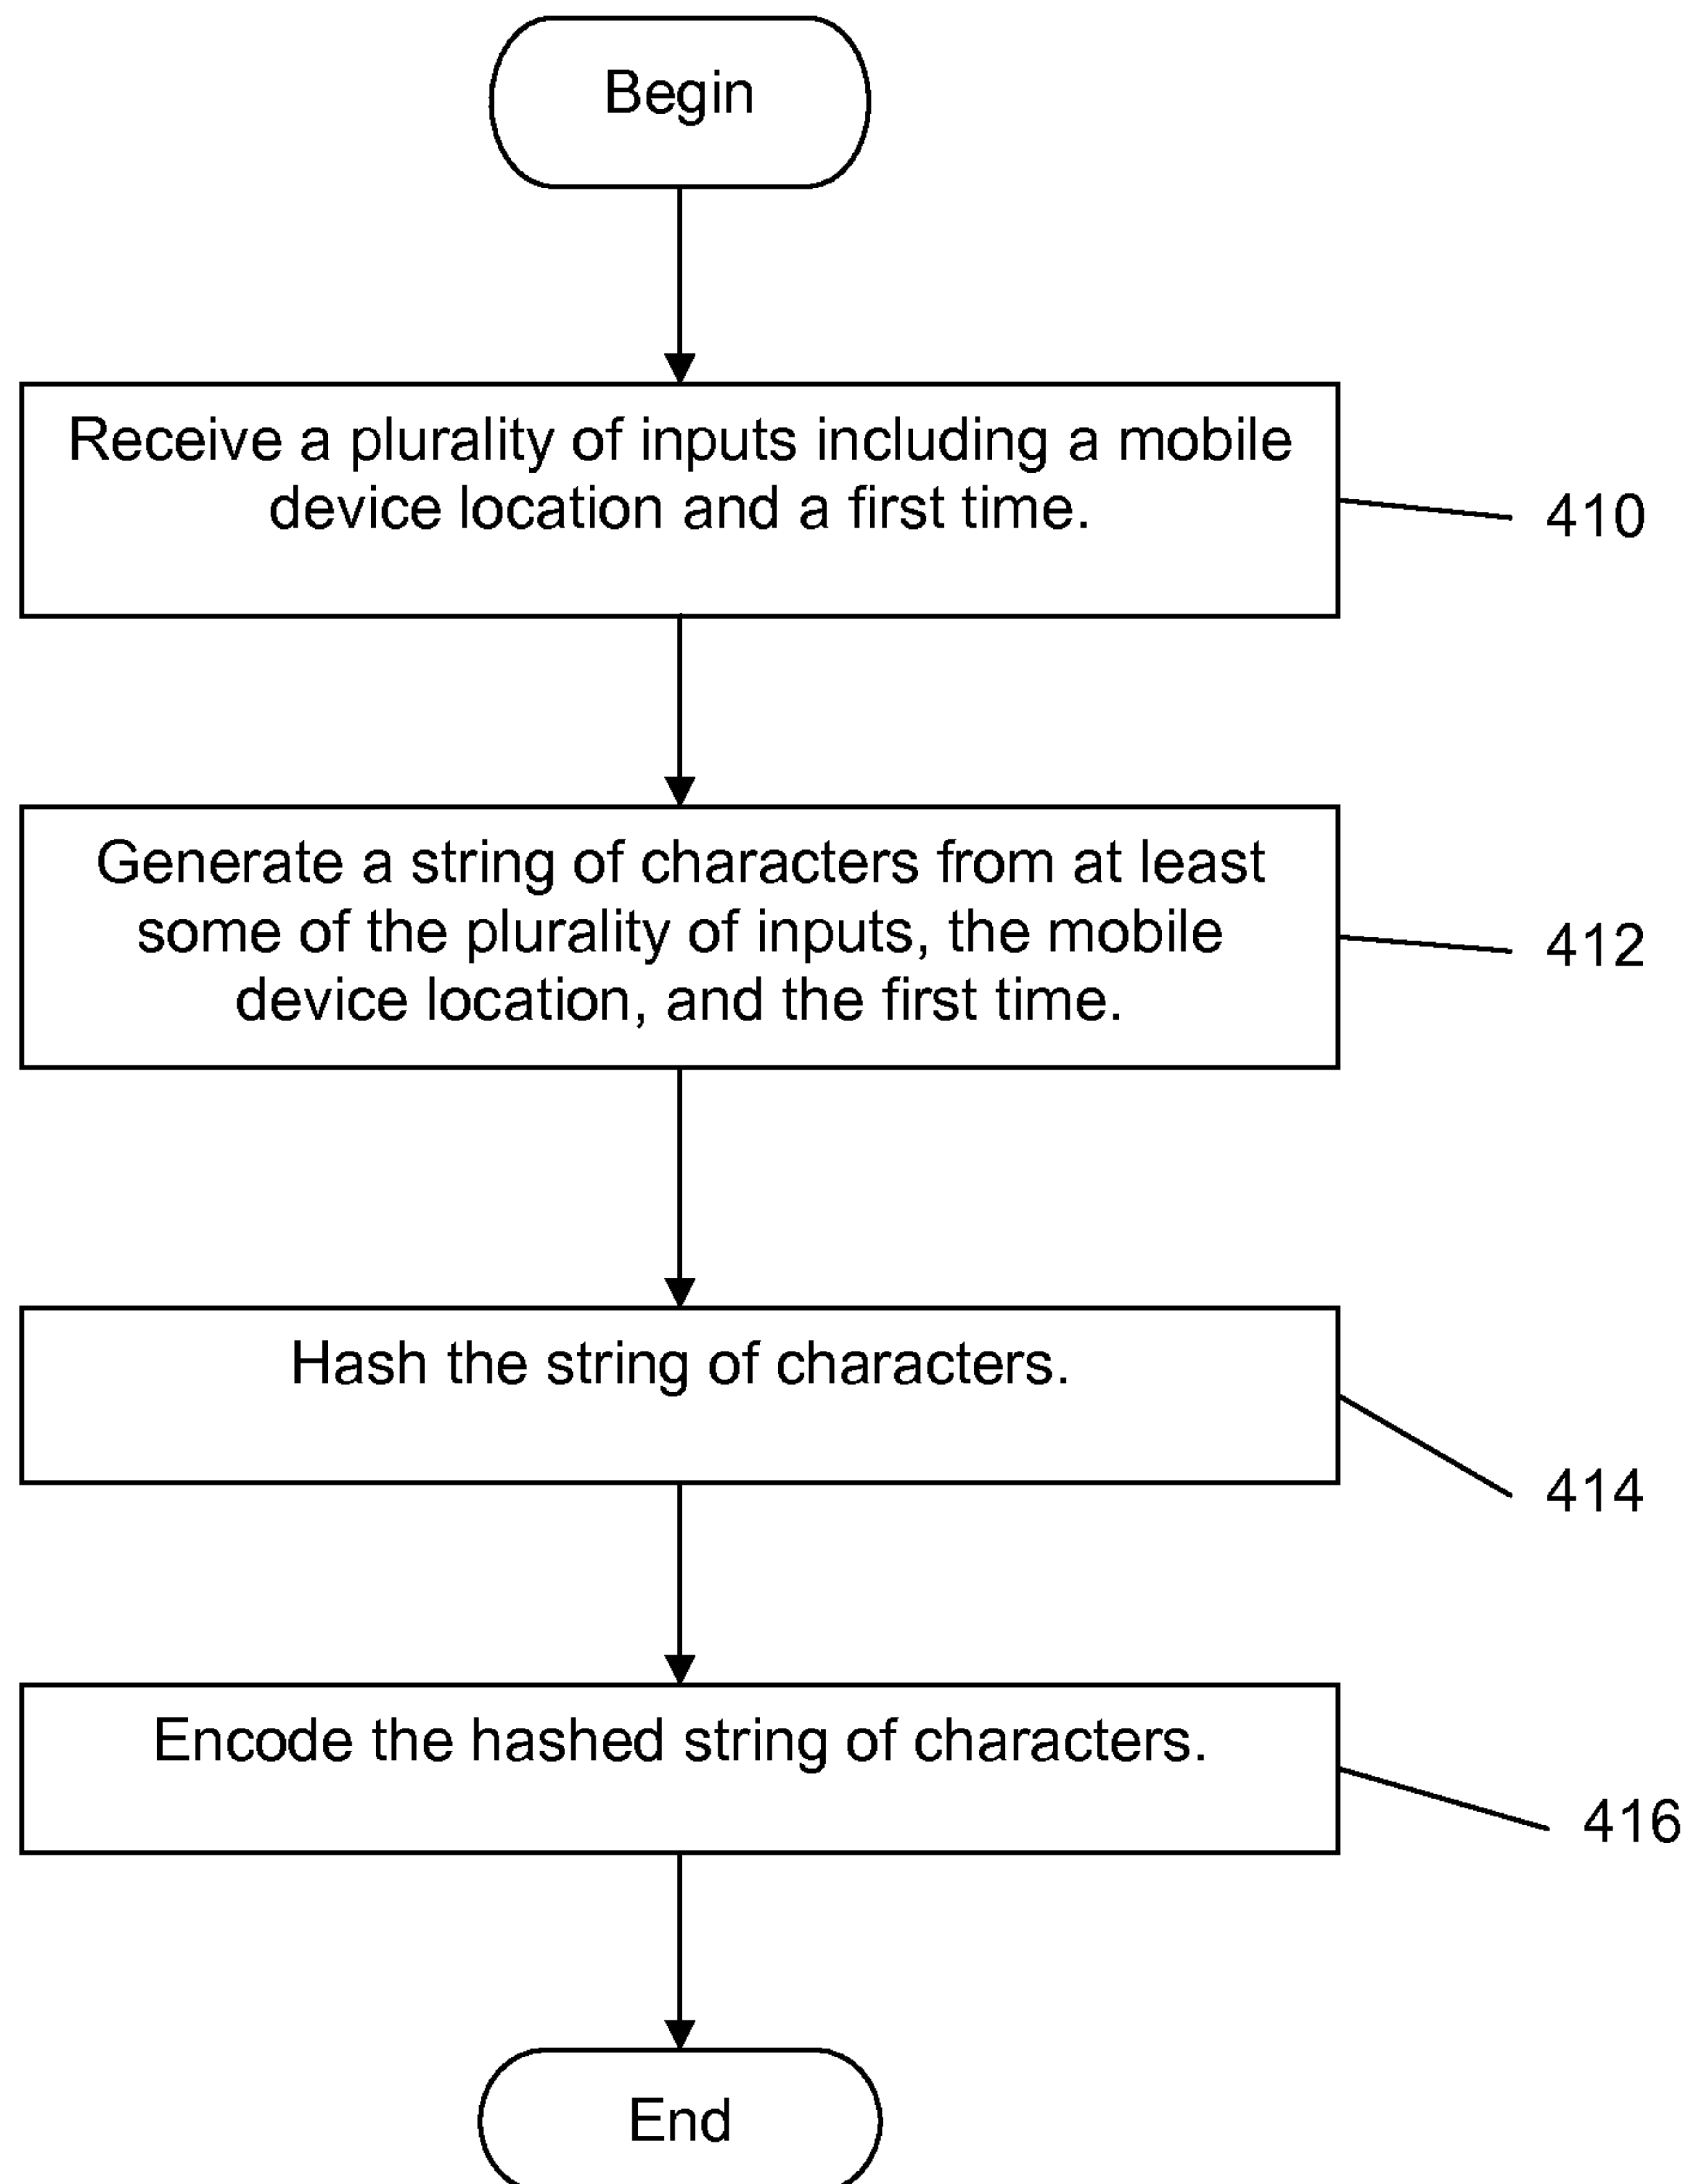 Begin
Receive a plurality of inputs including a mobile
device location and a first time.
410
Generate a string of characters from at least
some of the plurality of inputs, the mobile
device location, and the first time.
412
Hash the string of characters.
414
Encode the hashed string of characters.
416
End